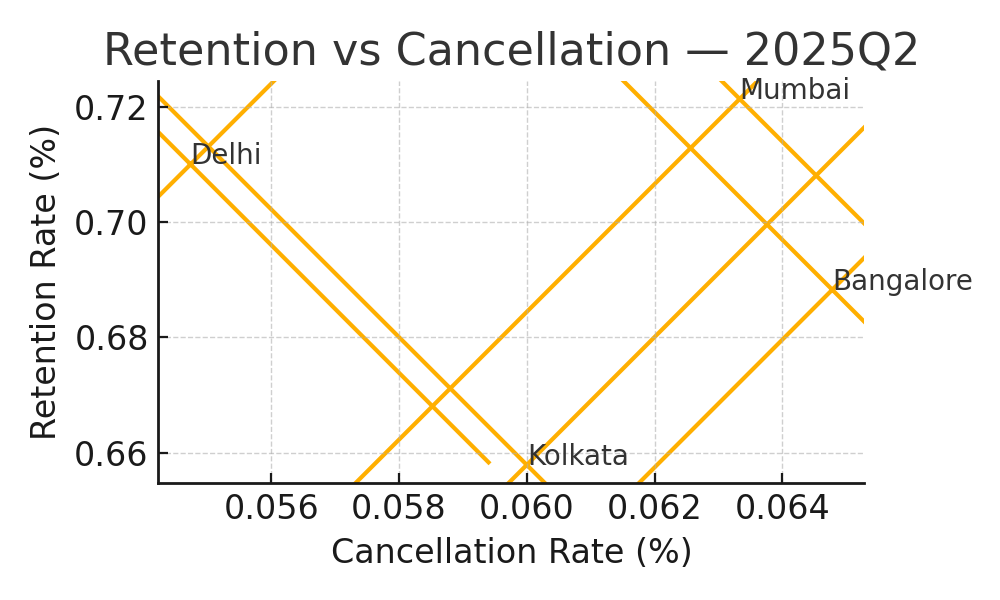 Retention vs Cancellation — 2025Q2
Retention Rate (%)
0.72
0.70
0.68
0.66
Mumbai
Delhi
Bangalore
Kolkata
0.056 0.058 0.060 0.062 0.064
Cancellation Rate (%)